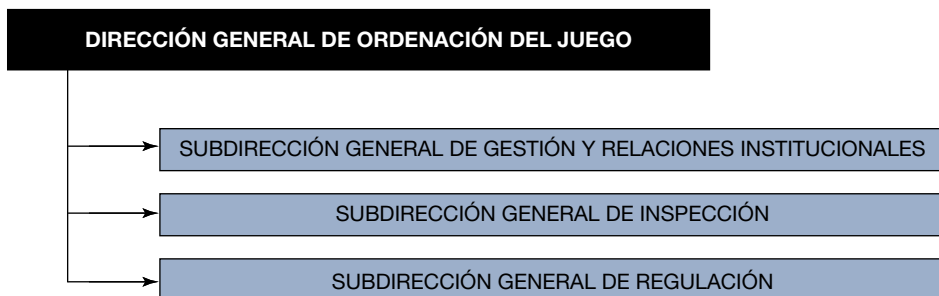 DIRECCIÓN GENERAL DE ORDENACIÓN DEL JUEGO
SUBDIRECCIÓN GENERAL DE GESTIÓN Y RELACIONES INSTITUCIONALES
SUBDIRECCIÓN GENERAL DE INSPECCIÓN
SUBDIRECCIÓN GENERAL DE REGULACIÓN